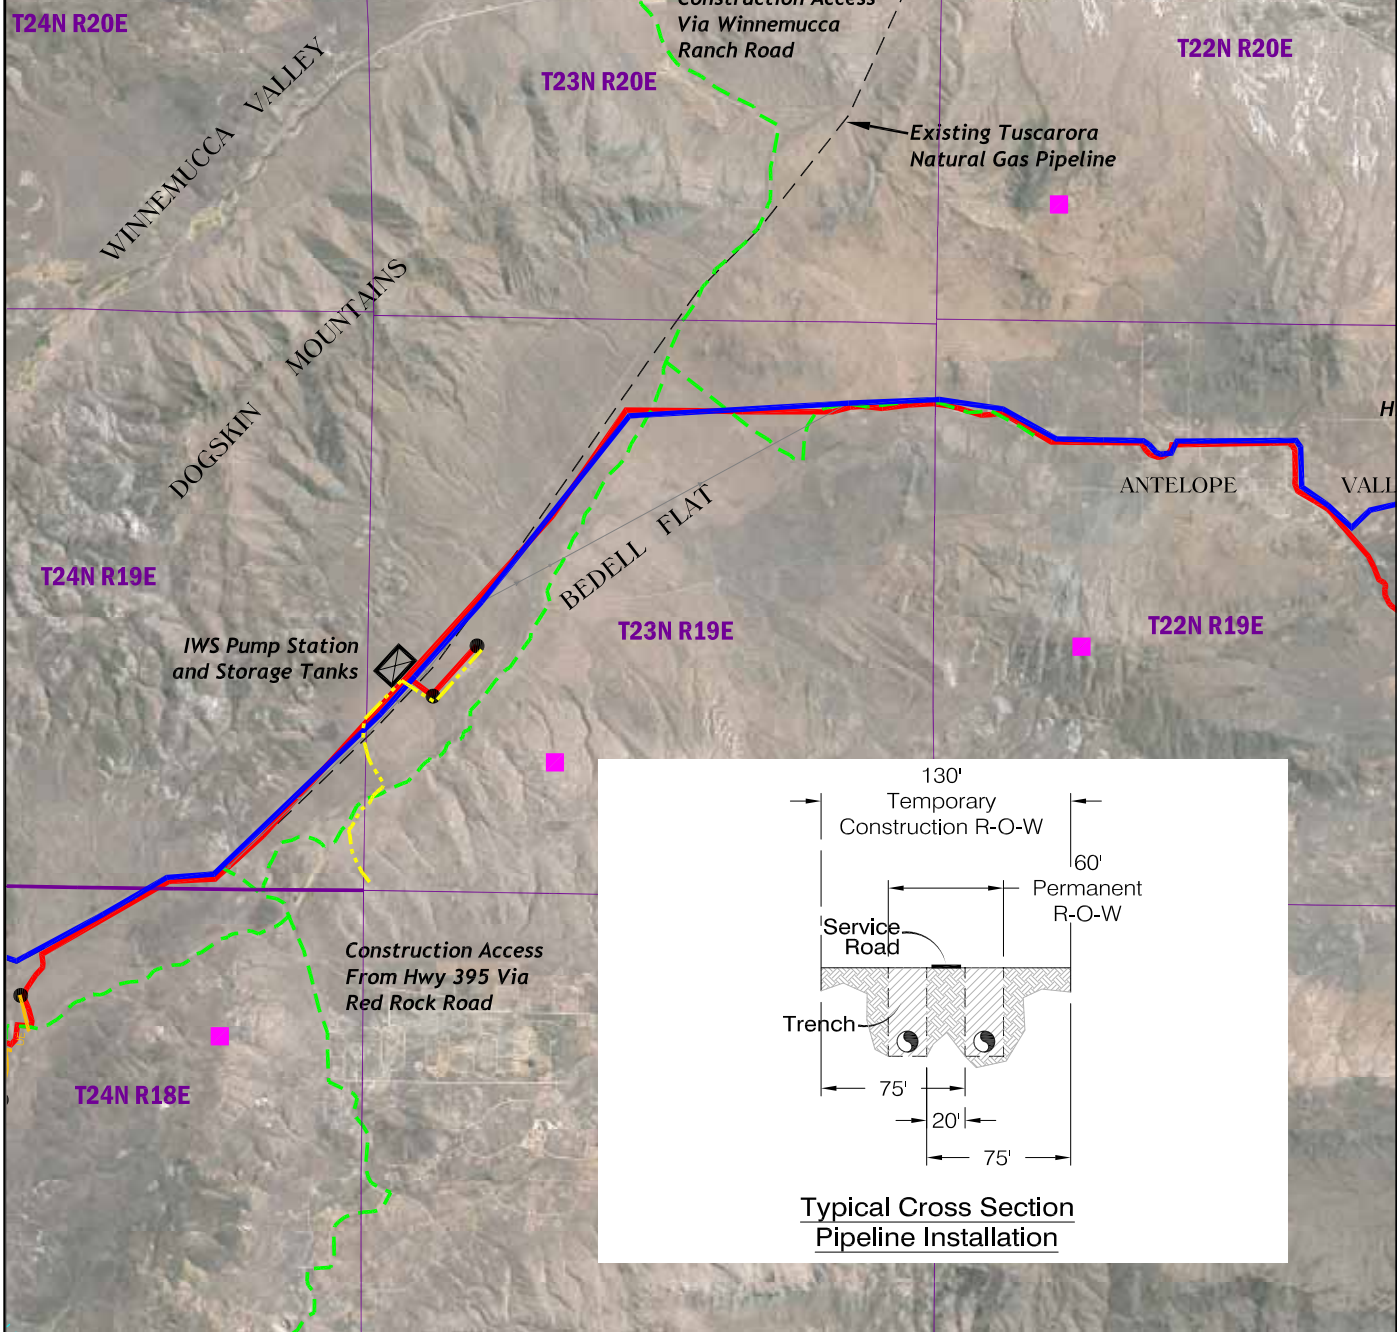 T24N R20E
Construction Access
Via Winnemucca
Ranch Road
T22N R20E
T23N R20E
WINNEMUCCA VALLEY
Existing Tuscarora
Natural Gas Pipeline
DOGSKIN MOUNTAINS
H
ANTELOPE VALL
BEDELL FLAT
T24N R19E
T23N R19E
T22N R19E
IWS Pump Station
and Storage Tanks
Construction Access
From Hwy 395 Via
Red Rock Road
T24N R18E
130'
Temporary
Construction R-O-W
60'
Permanent
R-O-W
Service
Road
Trench
75'
20'
75'
Typical Cross Section
Pipeline Installation